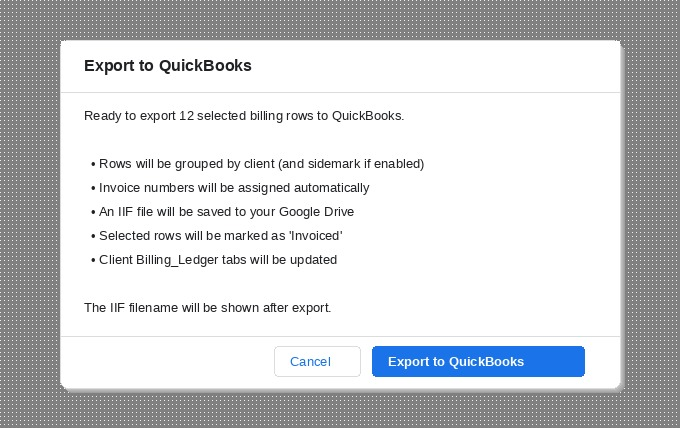 Export to QuickBooks
Ready to export 12 selected billing rows to QuickBooks.
• Rows will be grouped by client (and sidemark if enabled)
• Invoice numbers will be assigned automatically
• An IIF file will be saved to your Google Drive
• Selected rows will be marked as 'Invoiced'
• Client Billing_Ledger tabs will be updated
The IIF filename will be shown after export.
Cancel
Export to QuickBooks